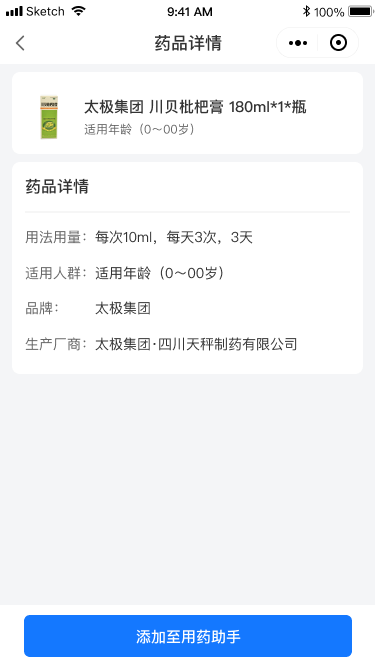 Sketch 9:41 AM 100%
药品详情
太极集团 川贝枇杷膏 180ml*1*瓶
适用年龄（0～00岁）
药品详情
用法用量： 每次10ml，每天3次，3天
适用人群： 适用年龄（0～00岁）
品牌： 太极集团
生产厂商： 太极集团·四川天秤制药有限公司
添加至用药助手